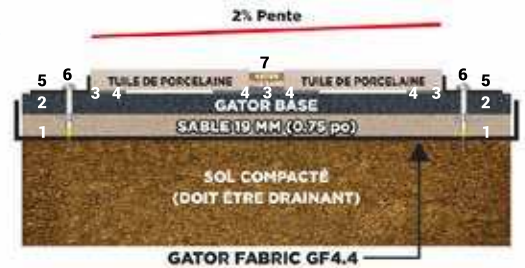 2% Pente
7
5 6 TUILE DE PORCELAINE TUILE DE PORCELAINE 6 5
3 4 4 3 4 4 3
2 GATOR BASE 2
1 SABLE 19 MM (0.75 po) 1
SOL COMPACTÉ
(DOIT ÊTRE DRAINANT)
GATOR FABRIC GF4.4